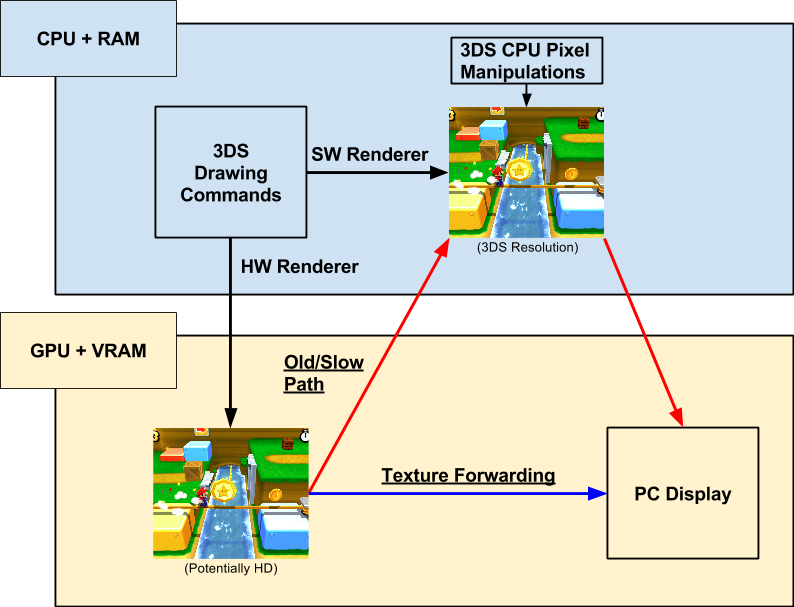 CPU + RAM
3DS CPU Pixel
Manipulations
3DS
Drawing
Commands
SW Renderer
(3DS Resolution)
HW Renderer
GPU + VRAM
Old/Slow
Path
Texture Forwarding
PC Display
(Potentially HD)